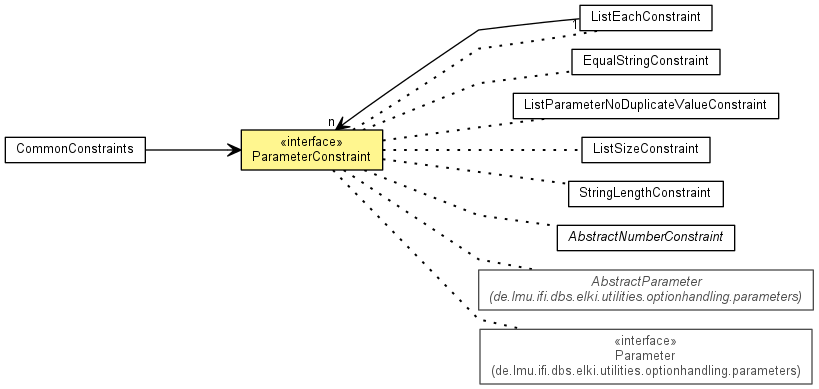 ListEachConstraint
1
EqualStringConstraint
ListParameterNoDuplicateValueConstraint
n
«interface»
ParameterConstraint
CommonConstraints
ListSizeConstraint
StringLengthConstraint
AbstractNumberConstraint
AbstractParameter
(de.lmu.ifi.dbs.elki.utilities.optionhandling.parameters)
«interface»
Parameter
(de.lmu.ifi.dbs.elki.utilities.optionhandling.parameters)